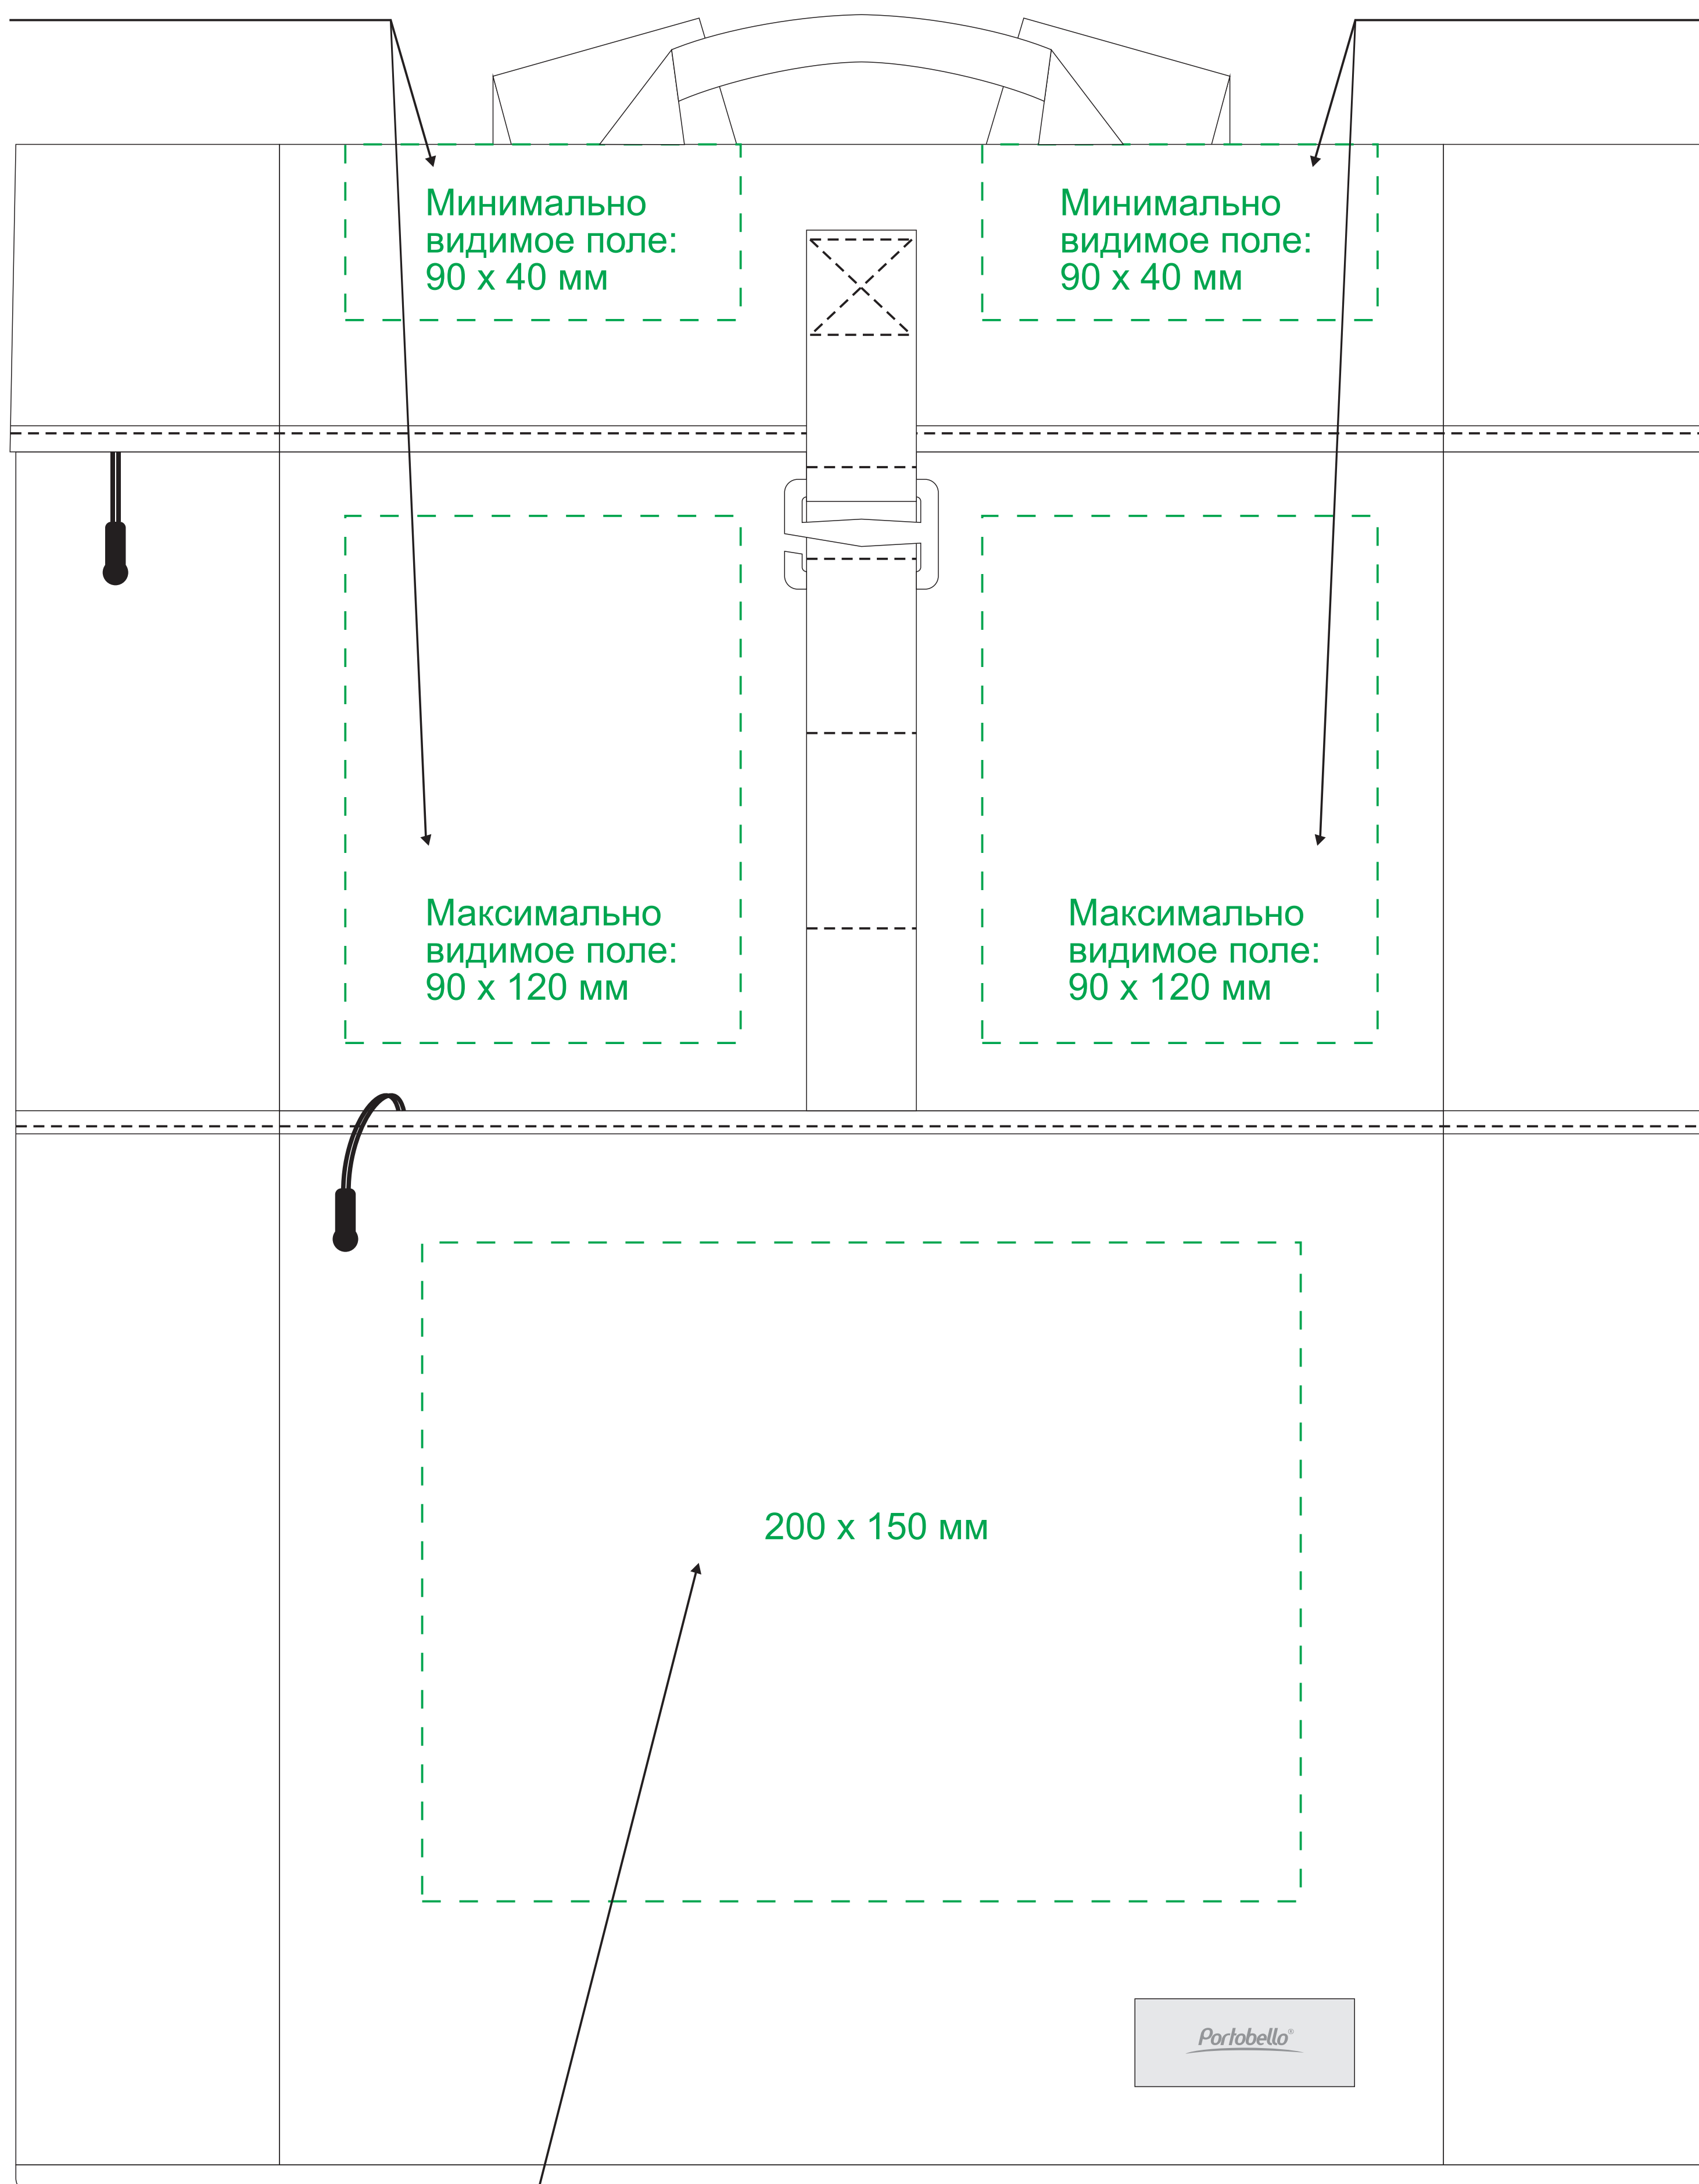 Минимально
видимое поле:
90 х 40 мм
Минимально
видимое поле:
90 х 40 мм
Максимально
видимое поле:
90 х 120 мм
Максимально
видимое поле:
90 х 120 мм
200 х 150 мм
Portobello®